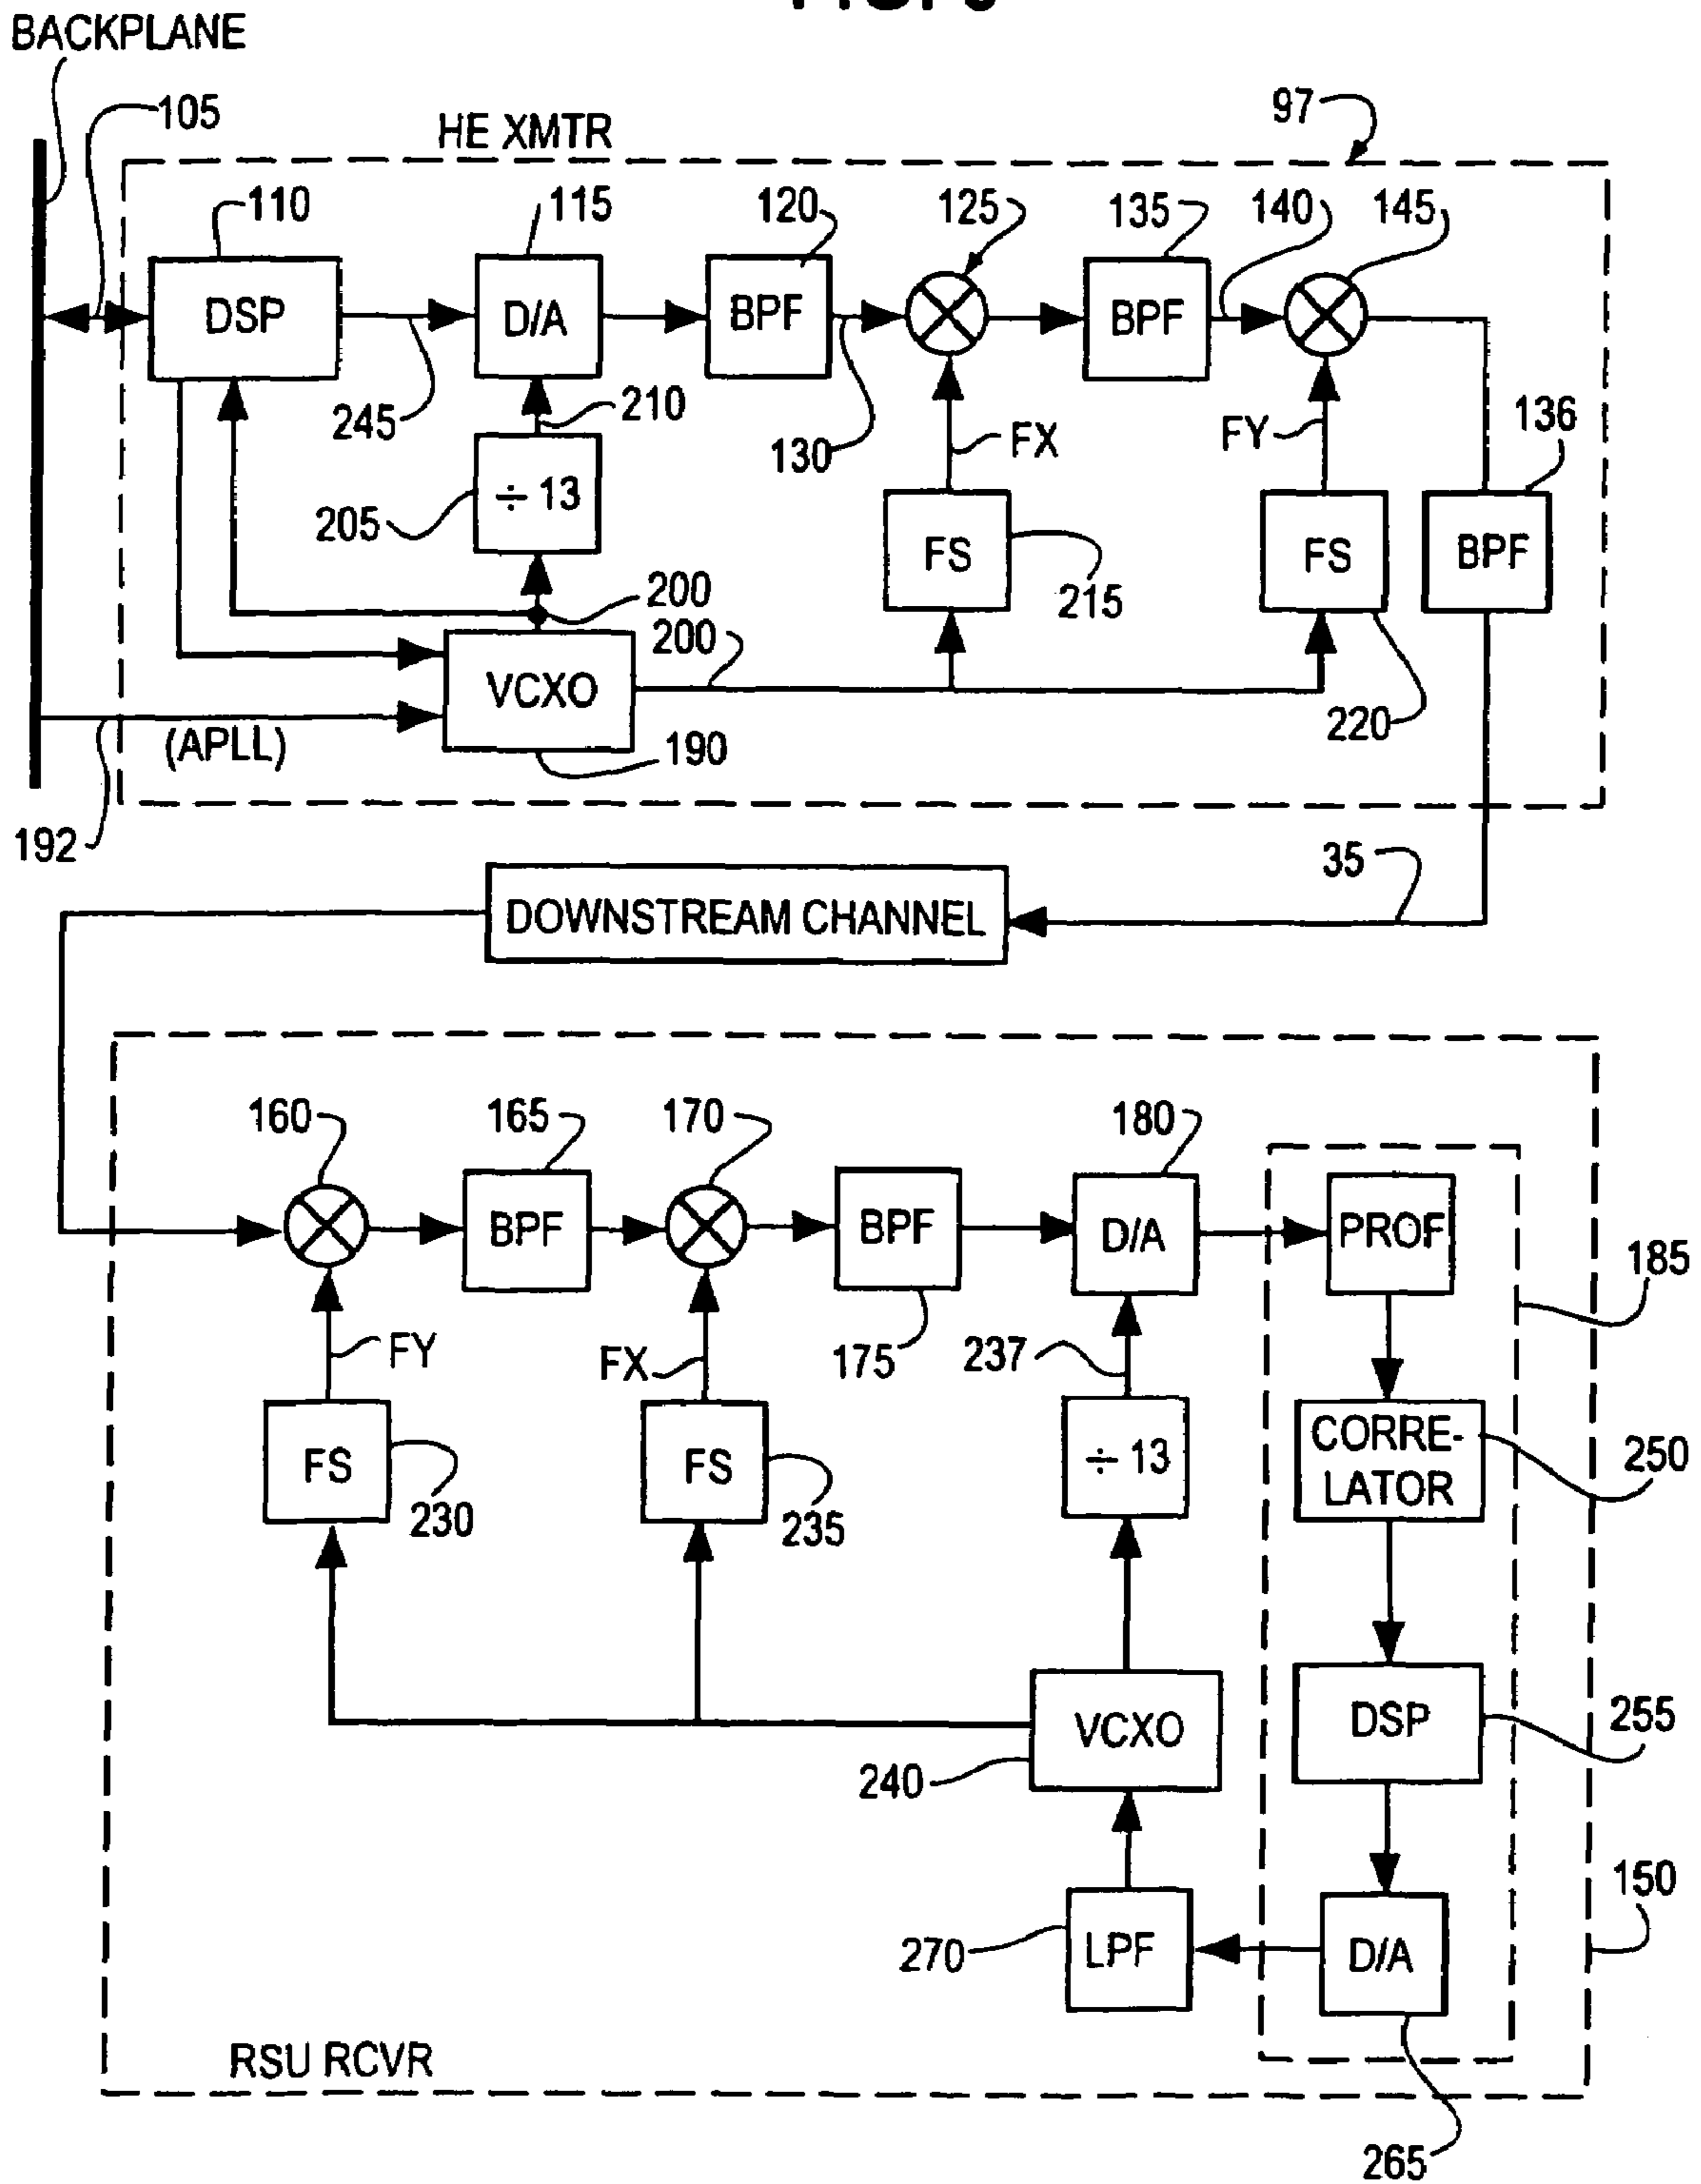 BACKPLANE
105
HE XMTR
97
110
115
120
125
135
140
145
DSP
D/A
BPF
BPF
245
210
130
FX
FY
136
205
÷ 13
FS
215
FS
BPF
200
200
VCXO
220
(APLL)
190
192
35
DOWNSTREAM CHANNEL
160
165
170
180
BPF
BPF
D/A
PROF
185
FY
FX
175
237
FS
230
FS
235
÷ 13
CORRE-
LATOR
250
VCXO
240
DSP
255
270
LPF
D/A
150
RSU RCVR
265